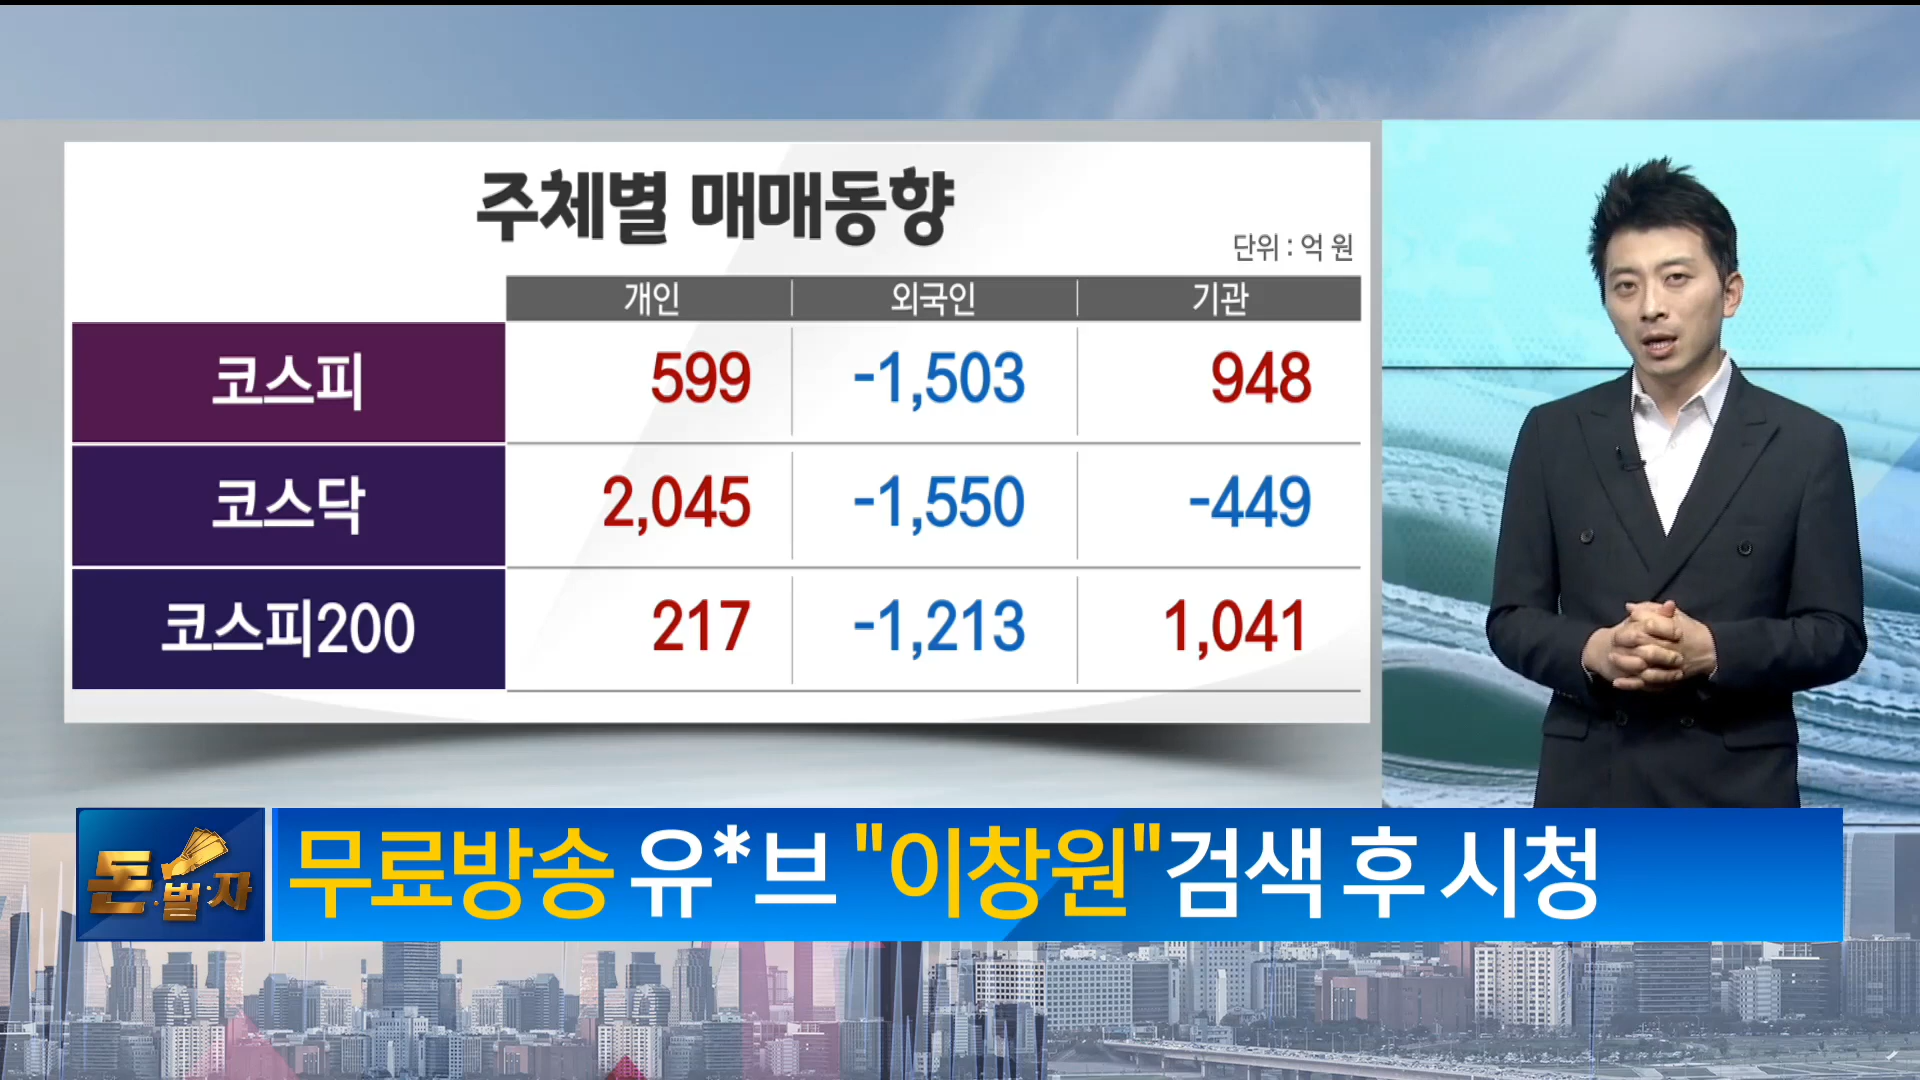 주체별 매매동향
단위 : 억 원
개인 외국인 기관
코스피 599 -1,503 948
코스닥 2,045 -1,550 -449
코스피200 217 -1,213 1,041
돈.벌.자
무료방송 유*브 "이창원"검색 후 시청